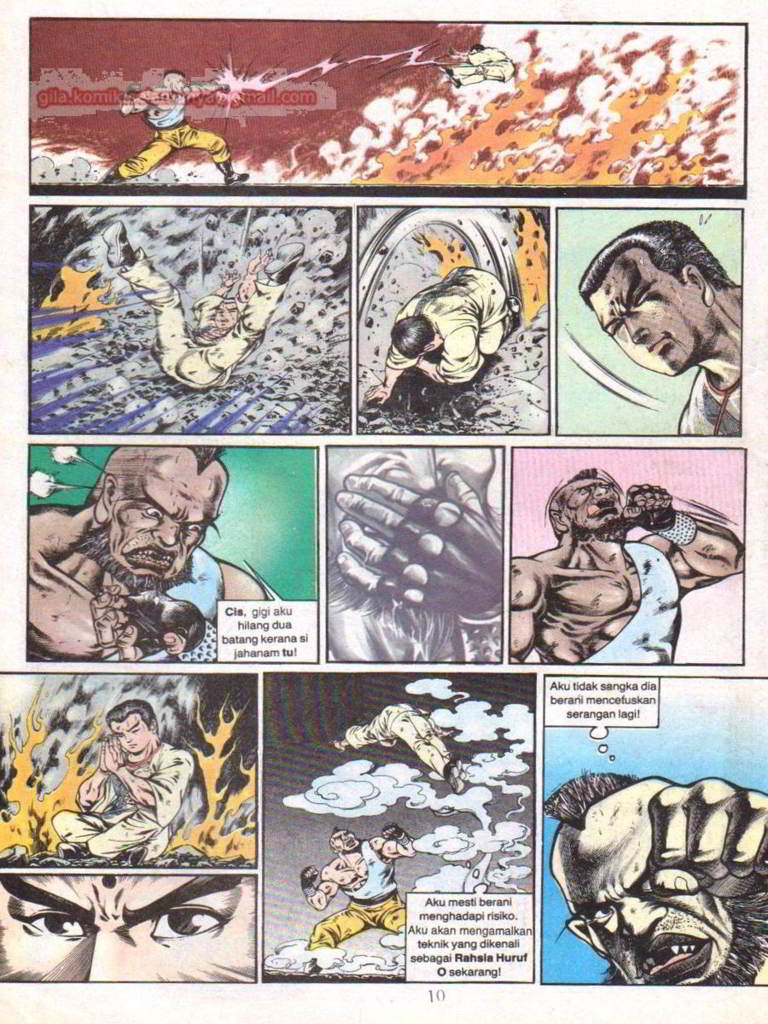 Cis, gigi aku
hilang dua
batang kerana si
jahanam tu!
Aku mesti berani
menghadapi risiko.
Aku akan mengamalkan
teknik yang dikenali
sebagai Rahsia Huruf
O sekarang!
Aku tidak sangka dia
berani mencetuskan
serangan lagi!
10